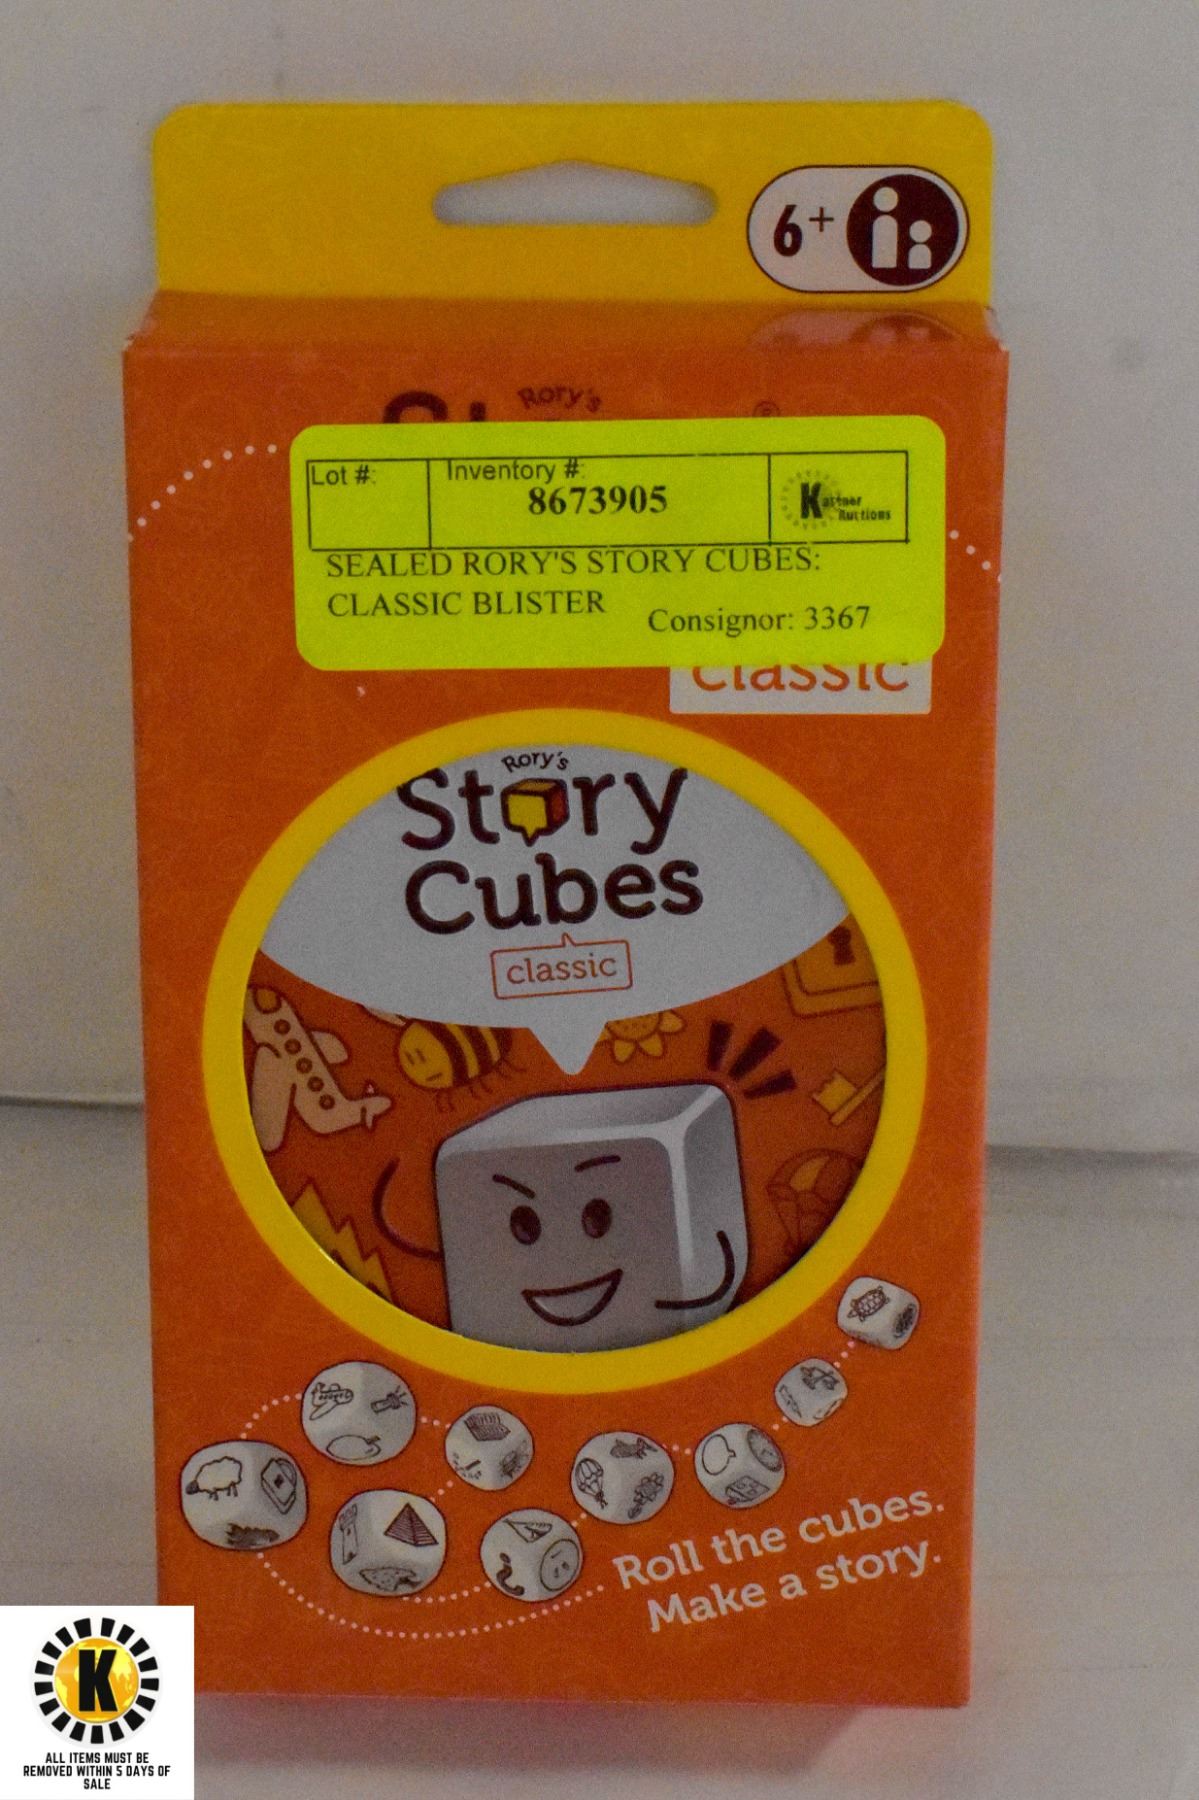 6+
Rory's
®
Lot #:
Inventory #:
8673905
Kastner
Auctions
SEALED RORY'S STORY CUBES:
CLASSIC BLISTER
Consignor: 3367
classic
Rory's
Story
Cubes
classic
Roll the cubes.
Make a story.
K
ALL ITEMS MUST BE
REMOVED WITHIN 5 DAYS OF
SALE